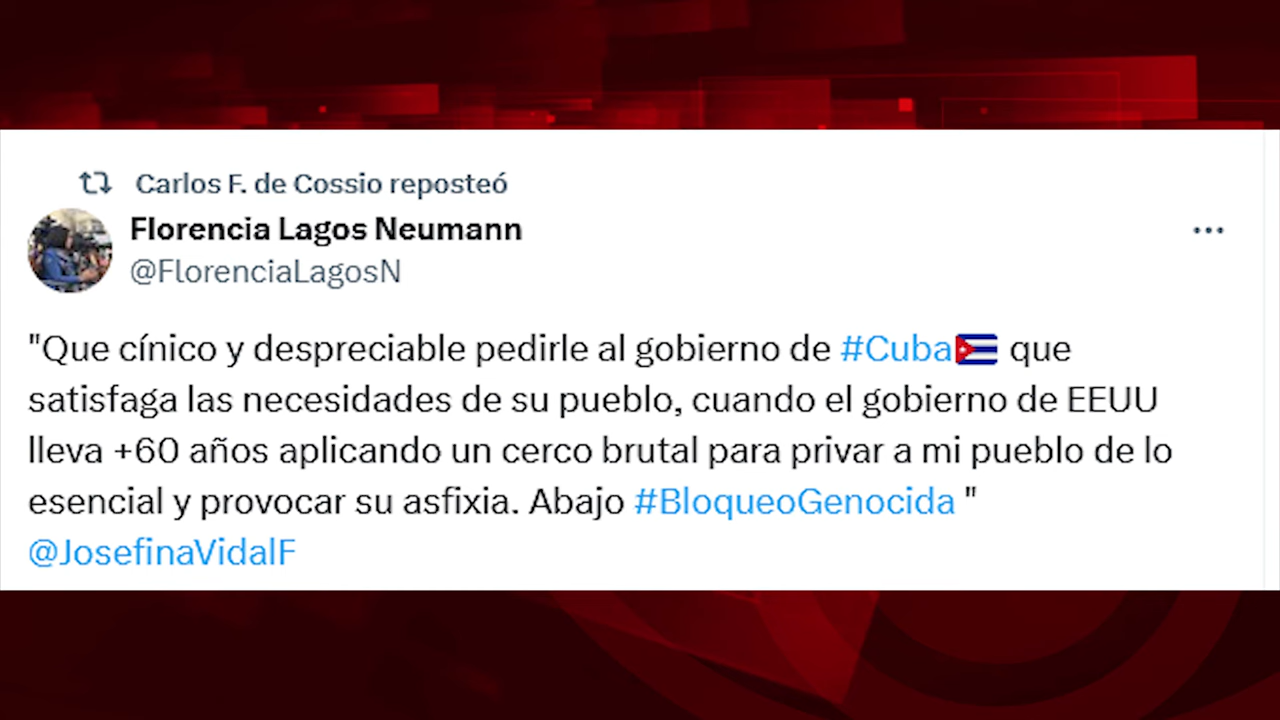 Carlos F. de Cossio reposteó
Florencia Lagos Neumann
@FlorenciaLagosN
"Que cínico y despreciable pedirle al gobierno de #Cuba🇨🇺 que
satisfaga las necesidades de su pueblo, cuando el gobierno de EEUU
lleva +60 años aplicando un cerco brutal para privar a mi pueblo de lo
esencial y provocar su asfixia. Abajo #BloqueoGenocida "
@JosefinaVidalF